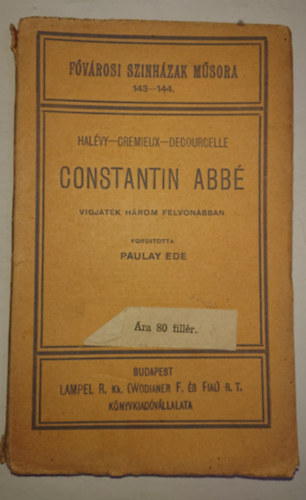 FŐVÁROSI SZINHÁZAK MŰSORA
143—144.
HALÉVY—CREMIEUX—DECOURCELLE
CONSTANTIN ABBÉ
VIGJÁTÉK HÁROM FELVONÁSBAN
FORDITOTTA
PAULAY EDE
Ára 80 fillér.
BUDAPEST
LAMPEL R. KK. (WODIANER F. ÉS FIAI) R. T.
KÖNYVKIADÓVÁLLALATA